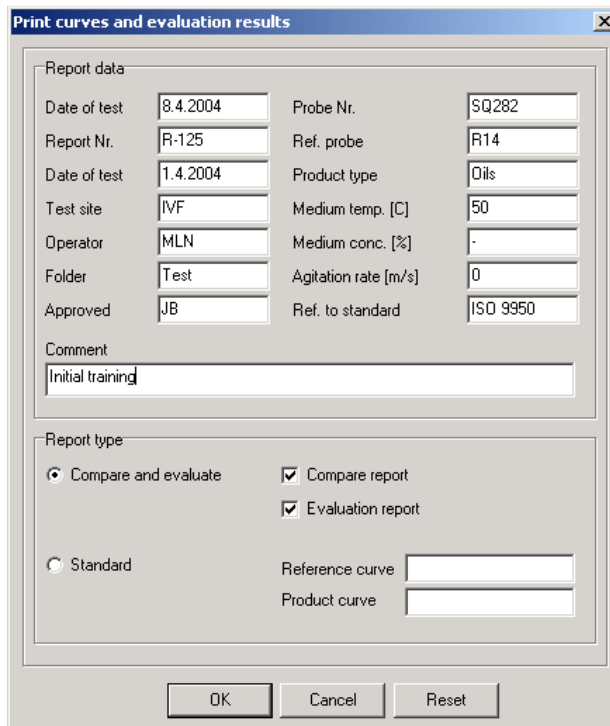 Print curves and evaluation results
Report data
Date of test 8.4.2004 Probe Nr. SQ282
Report Nr. R-125 Ref. probe R14
Date of test 1.4.2004 Product type Oils
Test site IVF Medium temp. [C] 50
Operator MLN Medium conc. [%] -
Folder Test Agitation rate [m/s] 0
Approved JB Ref. to standard ISO 9950
Comment
Initial training
Report type
Compare and evaluate Compare report
Evaluation report
Standard Reference curve
Product curve
OK Cancel Reset